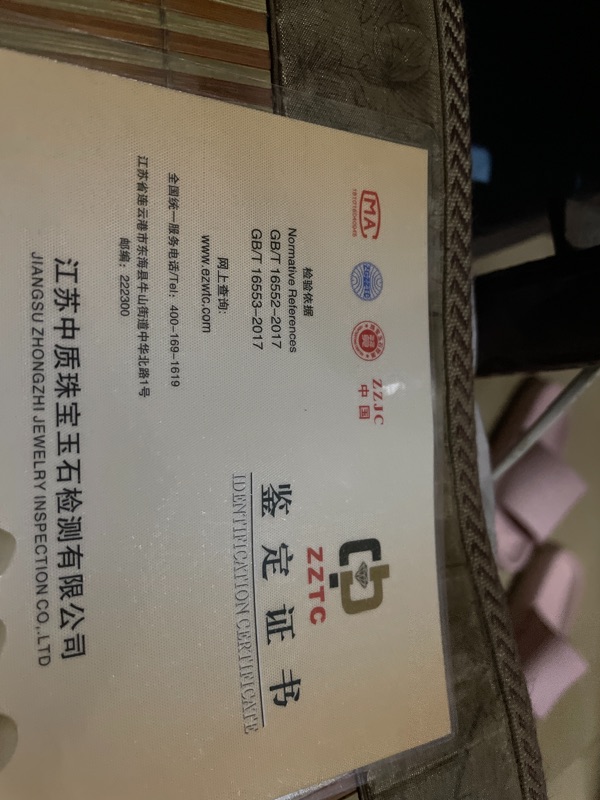 MA
191018040945
ZZJC
中国
检验依据
Normative References
GB/T 16552-2017
GB/T 16553-2017
网上查询:
www.ezwtc.com
全国统一服务电话/Tel: 400-169-1619
江苏省连云港市东海县牛山街道中华北路1号
邮编: 222300
ZZTC
鉴定证书
IDENTIFICATION CERTIFICATE
江苏中质珠宝玉石检测有限公司
JIANGSU ZHONGZHI JEWELRY INSPECTION CO,.LTD